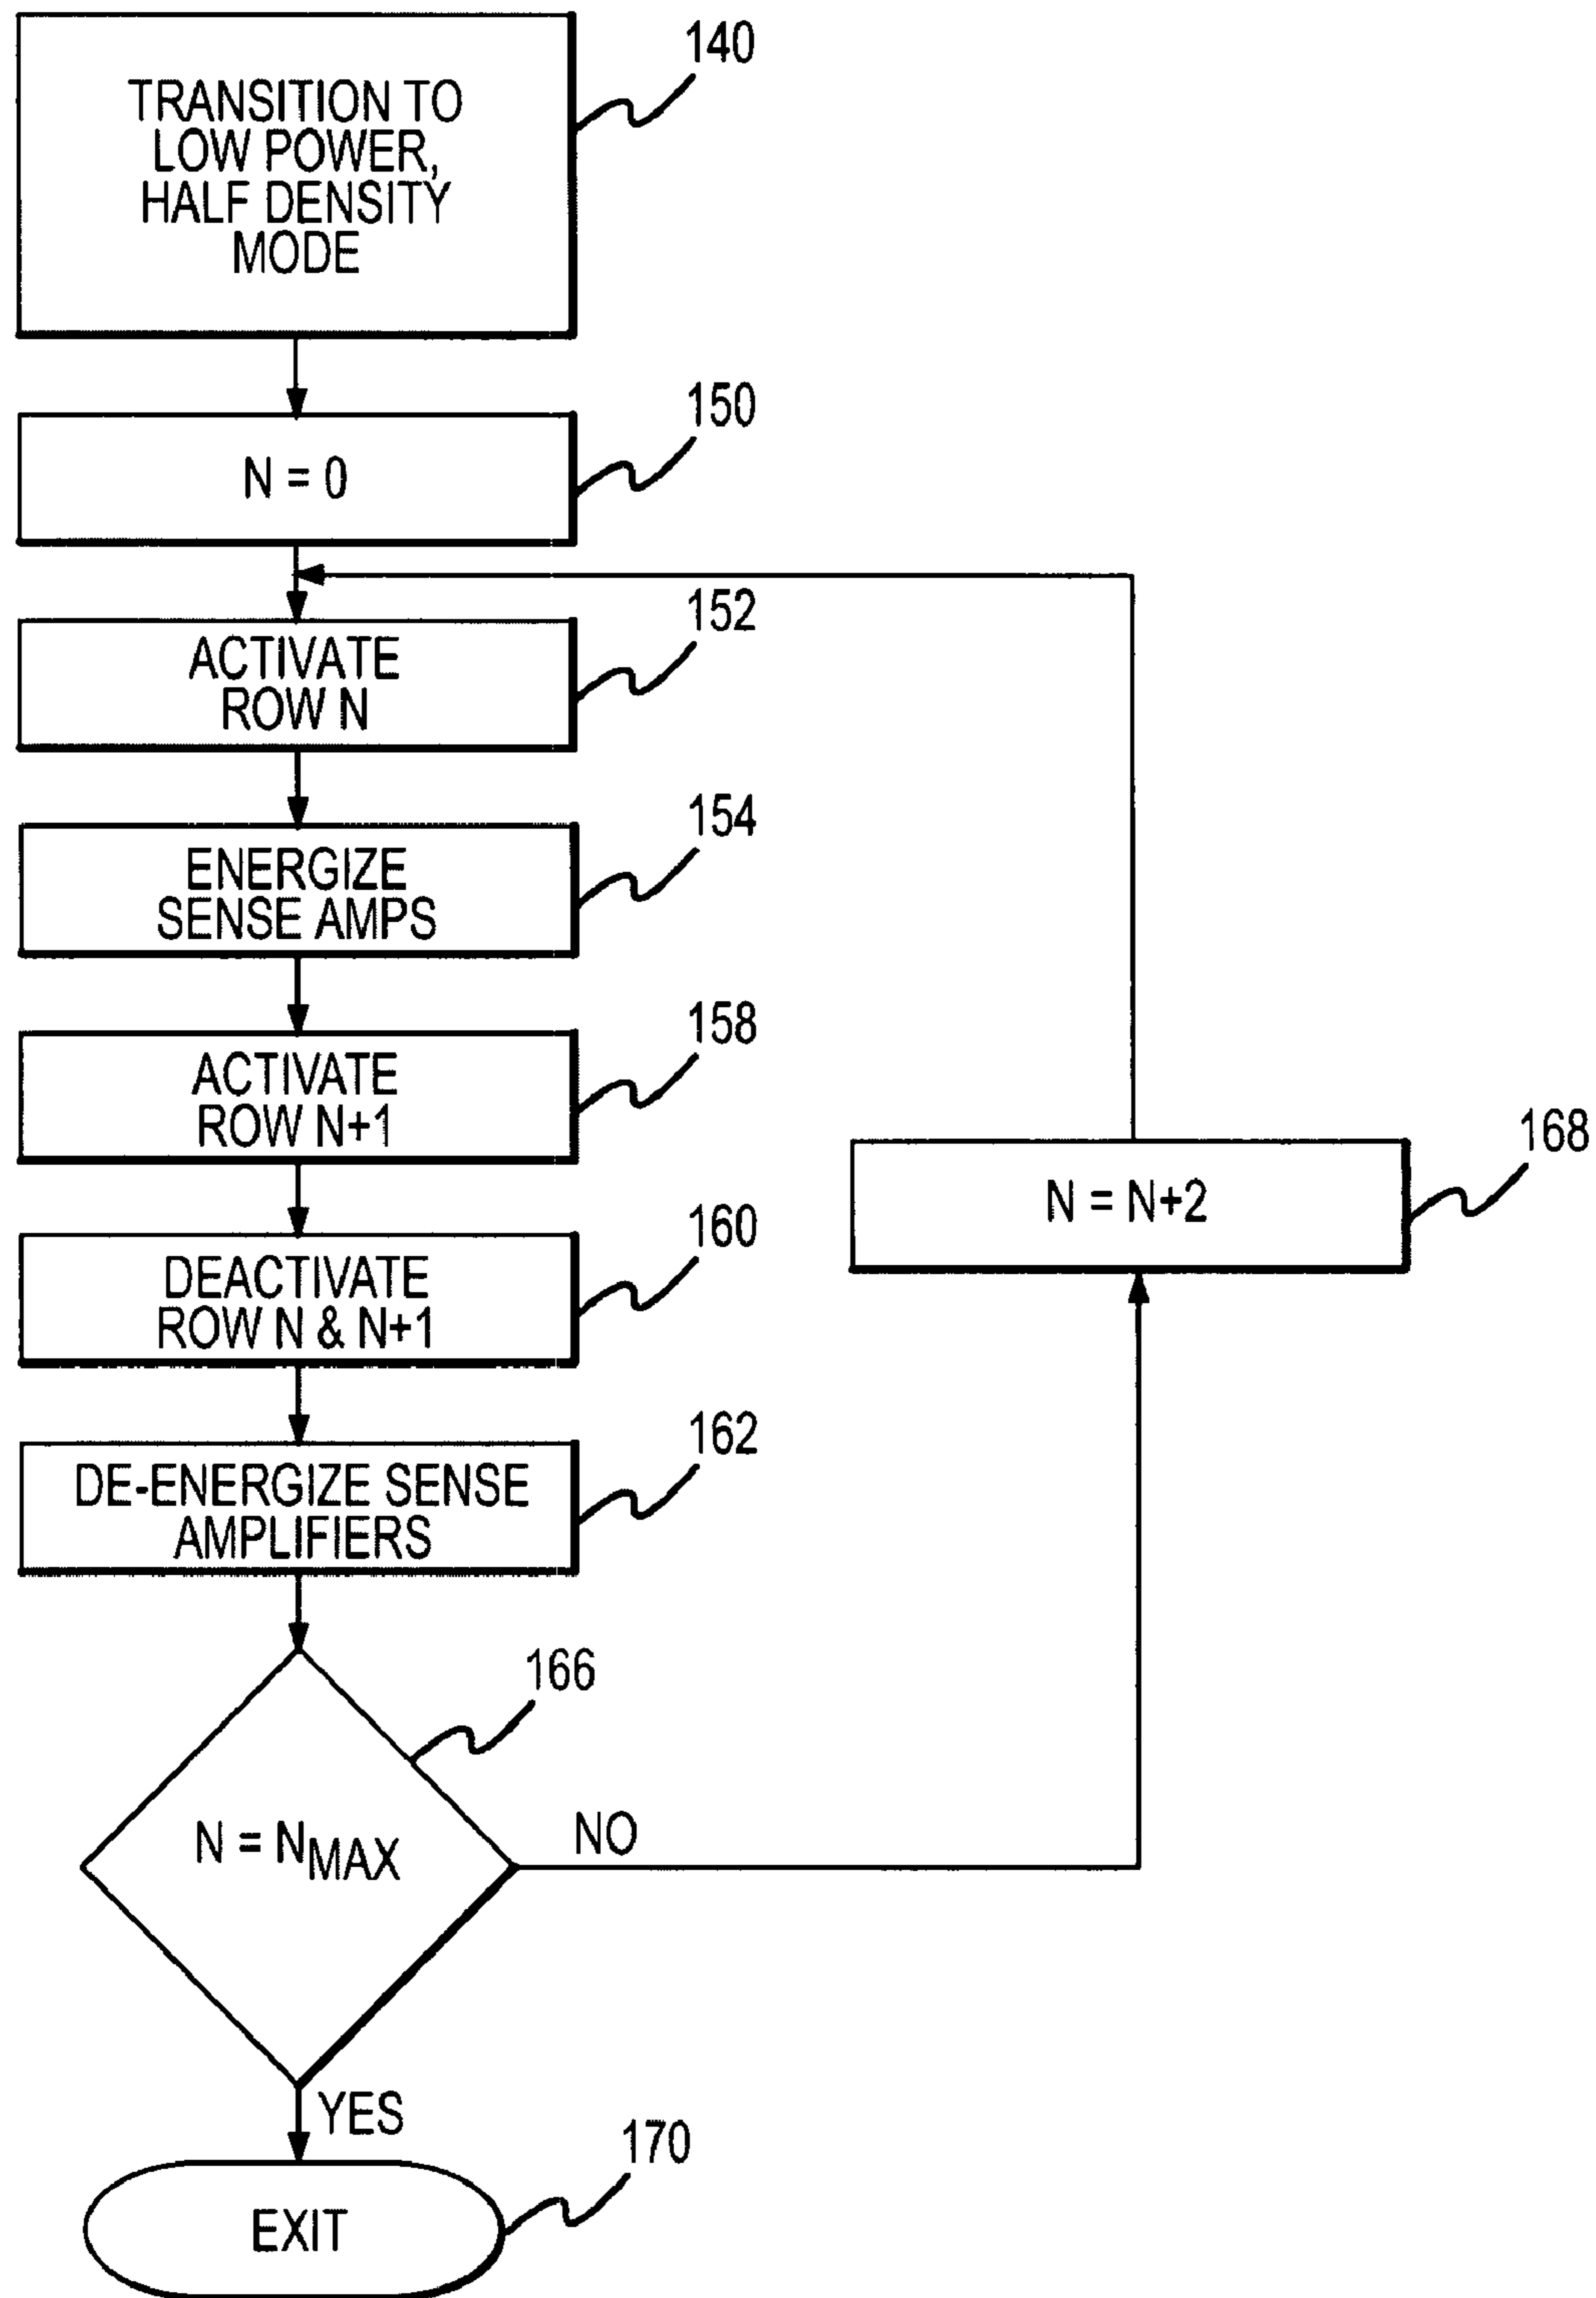 140
TRANSITION TO
LOW POWER,
HALF DENSITY
MODE
150
N = 0
152
ACTIVATE
ROW N
154
ENERGIZE
SENSE AMPS
158
ACTIVATE
ROW N+1
168
N = N+2
160
DEACTIVATE
ROW N & N+1
162
DE-ENERGIZE SENSE
AMPLIFIERS
166
N = NMAX
NO
YES
170
EXIT